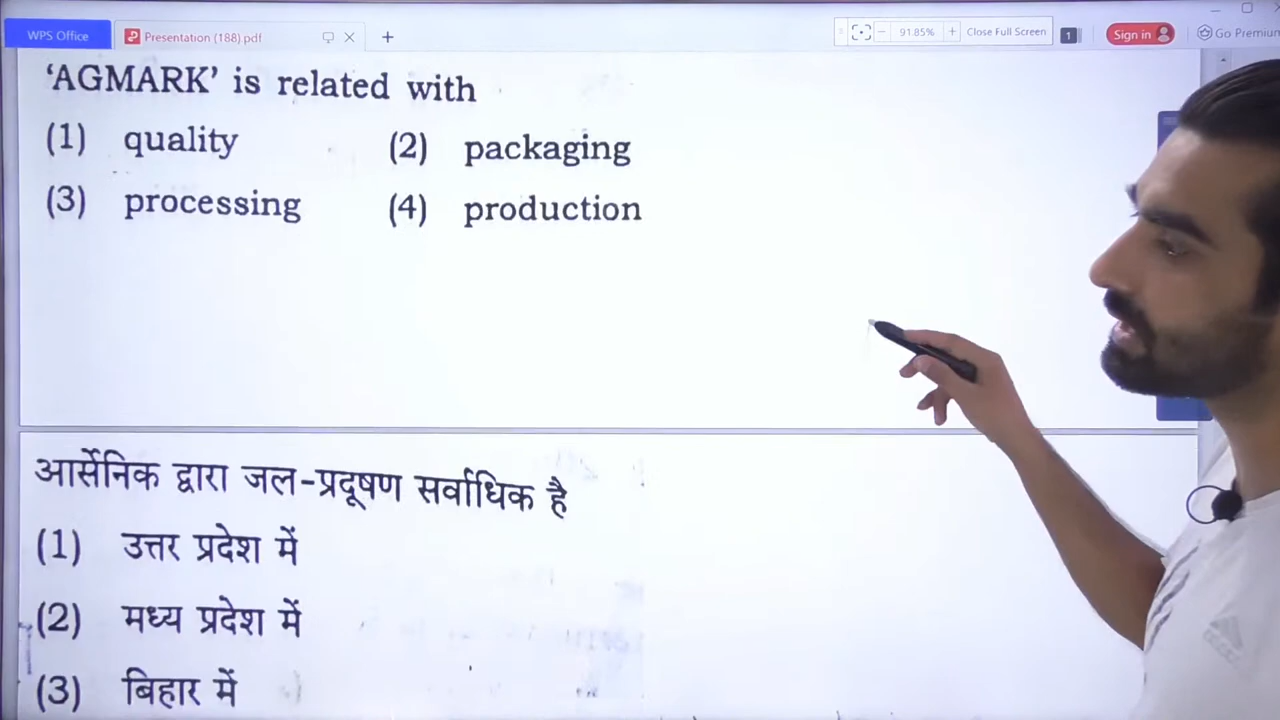 WPS Office
Presentation (188).pdf
91.85%
Close Full Screen
1
Sign in
Go Premium
‘AGMARK’ is related with
(1) quality
(2) packaging
(3) processing
(4) production
आर्सेनिक द्वारा जल-प्रदूषण सर्वाधिक है
(1) उत्तर प्रदेश में
(2) मध्य प्रदेश में
(3) बिहार में